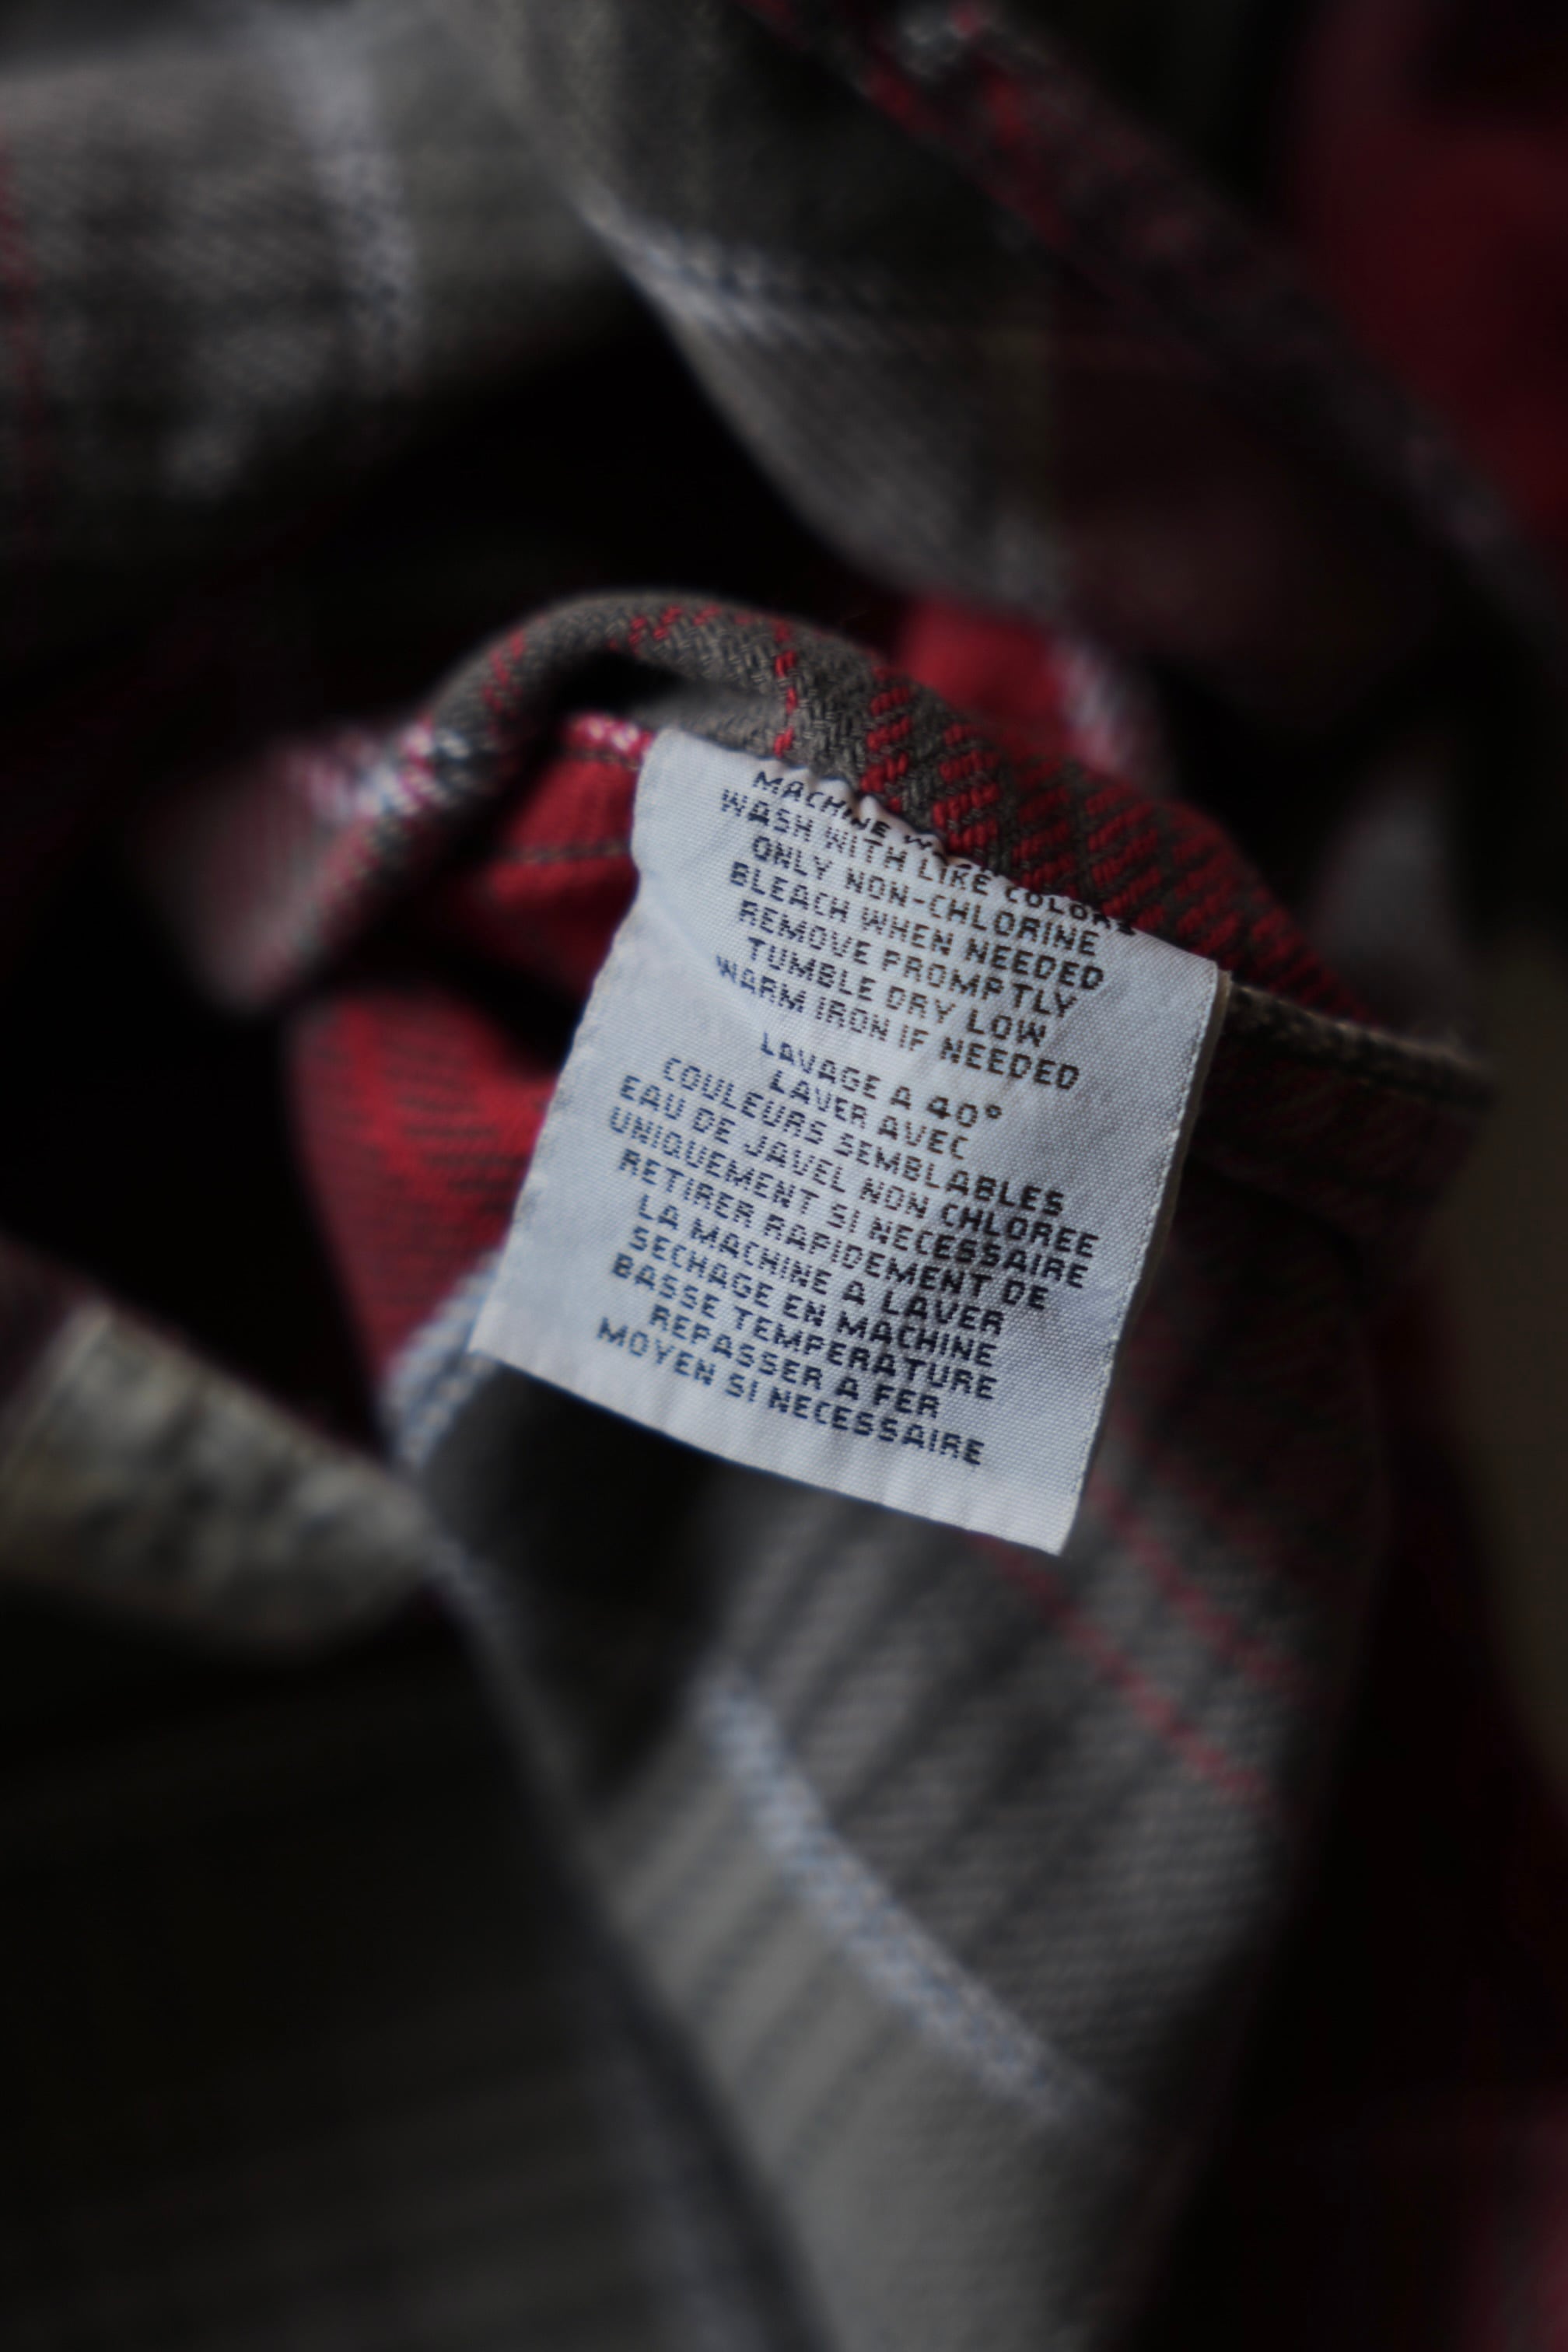 MACHINE
WASH WITH LIKE COLORS
ONLY NON-CHLORINE
BLEACH WHEN NEEDED
REMOVE PROMPTLY
TUMBLE DRY LOW
WARM IRON IF NEEDED
LAVAGE A 40°
LAVER AVEC
COULEURS SEMBLABLES
EAU DE JAVEL NON CHLOREE
UNIQUEMENT SI NECESSAIRE
RETIRER RAPIDEMENT DE
LA MACHINE A LAVER
SECHAGE EN MACHINE
BASSE TEMPERATURE
REPASSER A FER
MOYEN SI NECESSAIRE